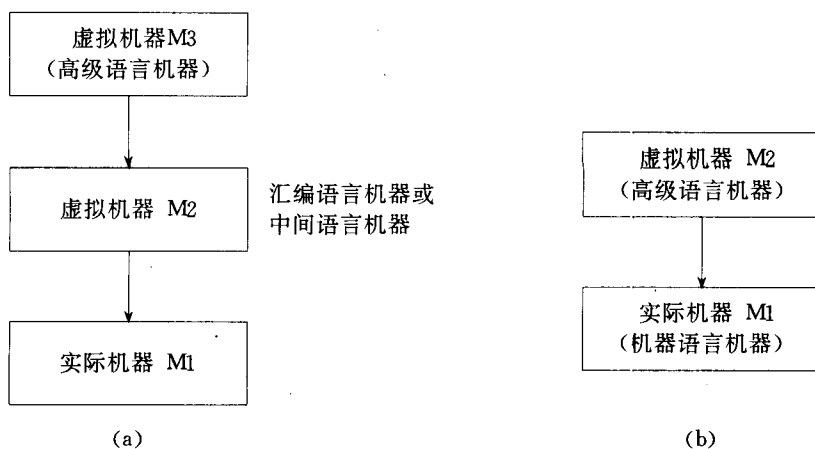 虚拟机器M3
（高级语言机器）
虚拟机器 M2
汇编语言机器或
中间语言机器
实际机器 M1
(a)
虚拟机器 M2
（高级语言机器）
实际机器 M1
（机器语言机器）
(b)